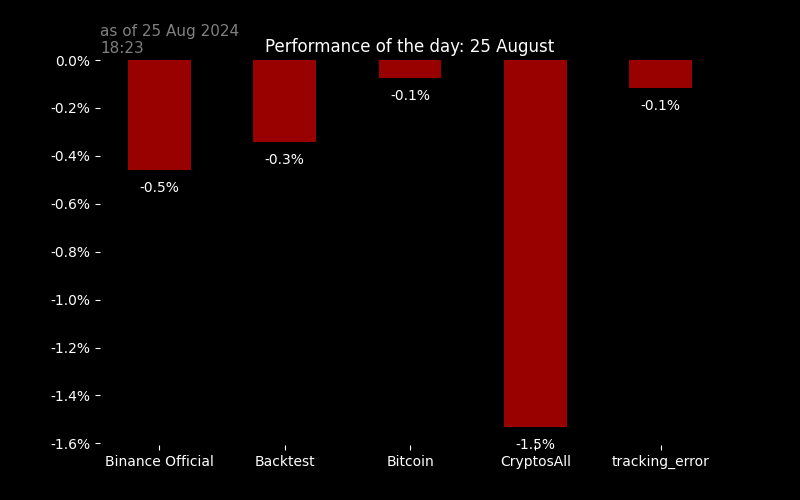 as of 25 Aug 2024
18:23
Performance of the day: 25 August
0.0%
-0.2%
-0.4%
-0.6%
-0.8%
-1.0%
-1.2%
-1.4%
-1.6%
-0.5%
-0.3%
-0.1%
-1.5%
-0.1%
Binance Official
Backtest
Bitcoin
CryptosAll
tracking_error